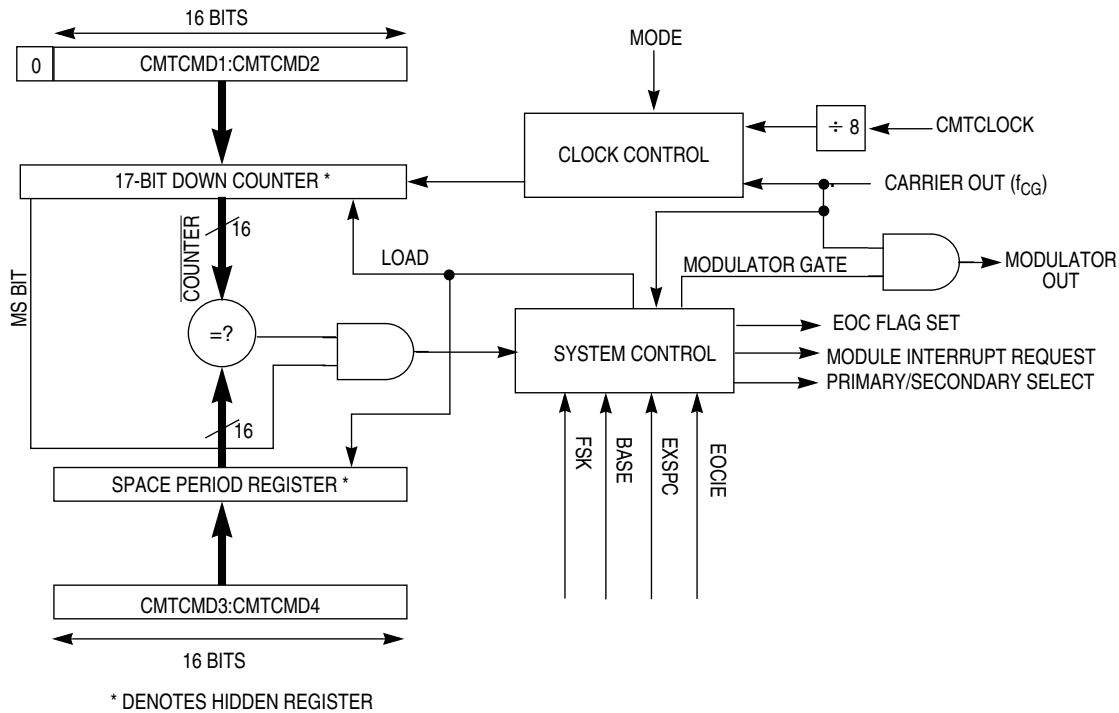 16 BITS
MODE
0
CMTCMD1:CMTCMD2
÷ 8
CMTCLOCK
CLOCK CONTROL
17-BIT DOWN COUNTER *
CARRIER OUT (fCG)
16
COUNTER
LOAD
MODULATOR GATE
MODULATOR
OUT
MS BIT
=?
SYSTEM CONTROL
EOC FLAG SET
MODULE INTERRUPT REQUEST
PRIMARY/SECONDARY SELECT
16
FSK
BASE
EXSPC
EOCIE
SPACE PERIOD REGISTER *
CMTCMD3:CMTCMD4
16 BITS
* DENOTES HIDDEN REGISTER